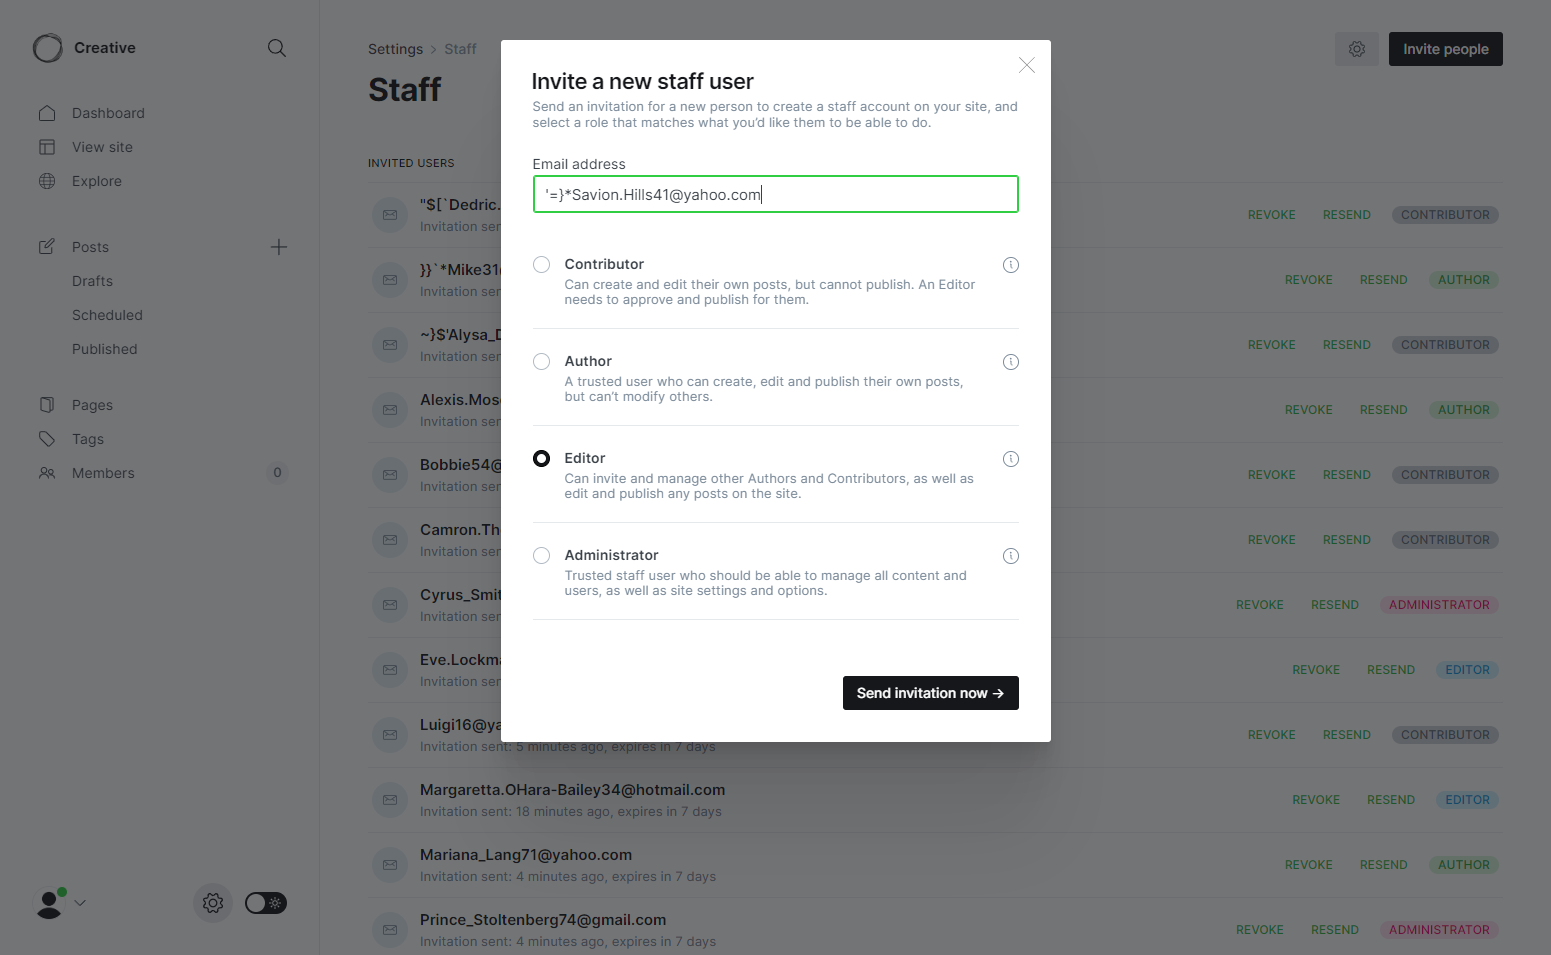 Creative
Dashboard
View site
Explore
Posts
Drafts
Scheduled
Published
Pages
Tags
Members
0
Settings > Staff
Staff
Invite people
INVITED USERS
"$[`Dedric.
Invitation sen
REVOKE RESEND CONTRIBUTOR
}}`*Mike31
Invitation sen
REVOKE RESEND AUTHOR
~}$'Alysa_D
Invitation sen
REVOKE RESEND CONTRIBUTOR
Alexis.Mos
Invitation sen
REVOKE RESEND AUTHOR
Bobbie54@
Invitation sen
REVOKE RESEND CONTRIBUTOR
Camron.Th
Invitation sen
REVOKE RESEND CONTRIBUTOR
Cyrus_Smit
Invitation sen
REVOKE RESEND ADMINISTRATOR
Eve.Lockma
Invitation sen
REVOKE RESEND EDITOR
Luigi16@ya
Invitation sent: 5 minutes ago, expires in 7 days
REVOKE RESEND CONTRIBUTOR
Margaretta.OHara-Bailey34@hotmail.com
Invitation sent: 18 minutes ago, expires in 7 days
REVOKE RESEND EDITOR
Mariana_Lang71@yahoo.com
Invitation sent: 4 minutes ago, expires in 7 days
REVOKE RESEND AUTHOR
Prince_Stoltenberg74@gmail.com
Invitation sent: 4 minutes ago, expires in 7 days
REVOKE RESEND ADMINISTRATOR
Invite a new staff user
Send an invitation for a new person to create a staff account on your site, and
select a role that matches what you'd like them to be able to do.
Email address
'=}*Savion.Hills41@yahoo.com
Contributor
Can create and edit their own posts, but cannot publish. An Editor
needs to approve and publish for them.
Author
A trusted user who can create, edit and publish their own posts,
but can't modify others.
Editor
Can invite and manage other Authors and Contributors, as well as
edit and publish any posts on the site.
Administrator
Trusted staff user who should be able to manage all content and
users, as well as site settings and options.
Send invitation now →